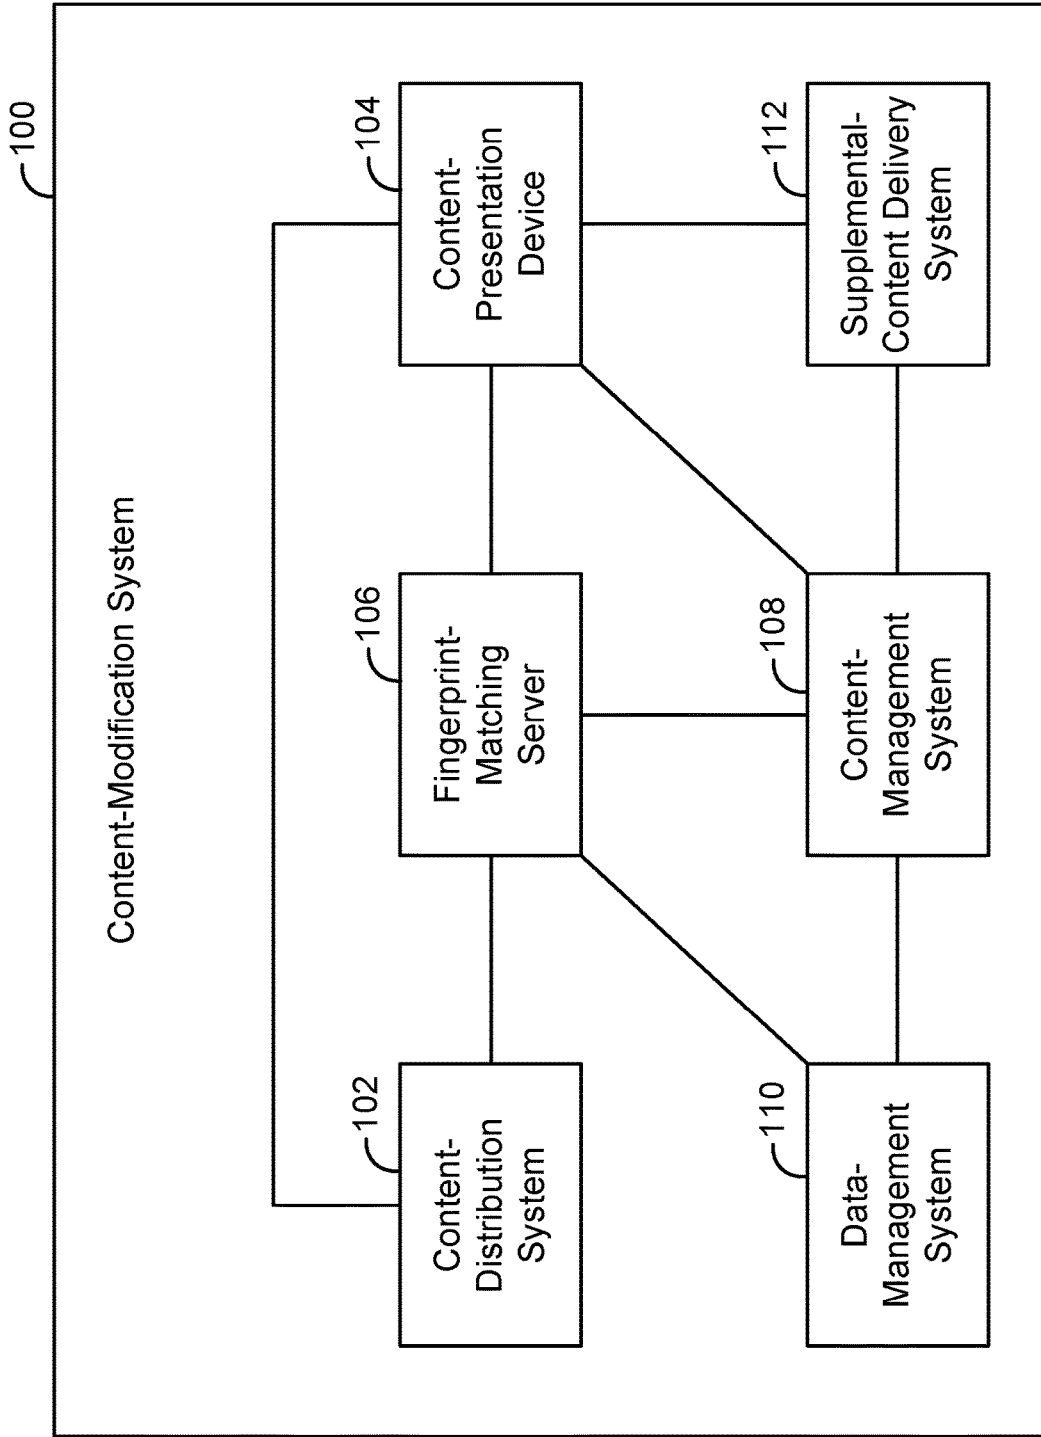 100
Content-Modification System
102
Content-
Distribution
System
106
Fingerprint-
Matching
Server
104
Content-
Presentation
Device
110
Data-
Management
System
108
Content-
Management
System
112
Supplemental-
Content Delivery
System